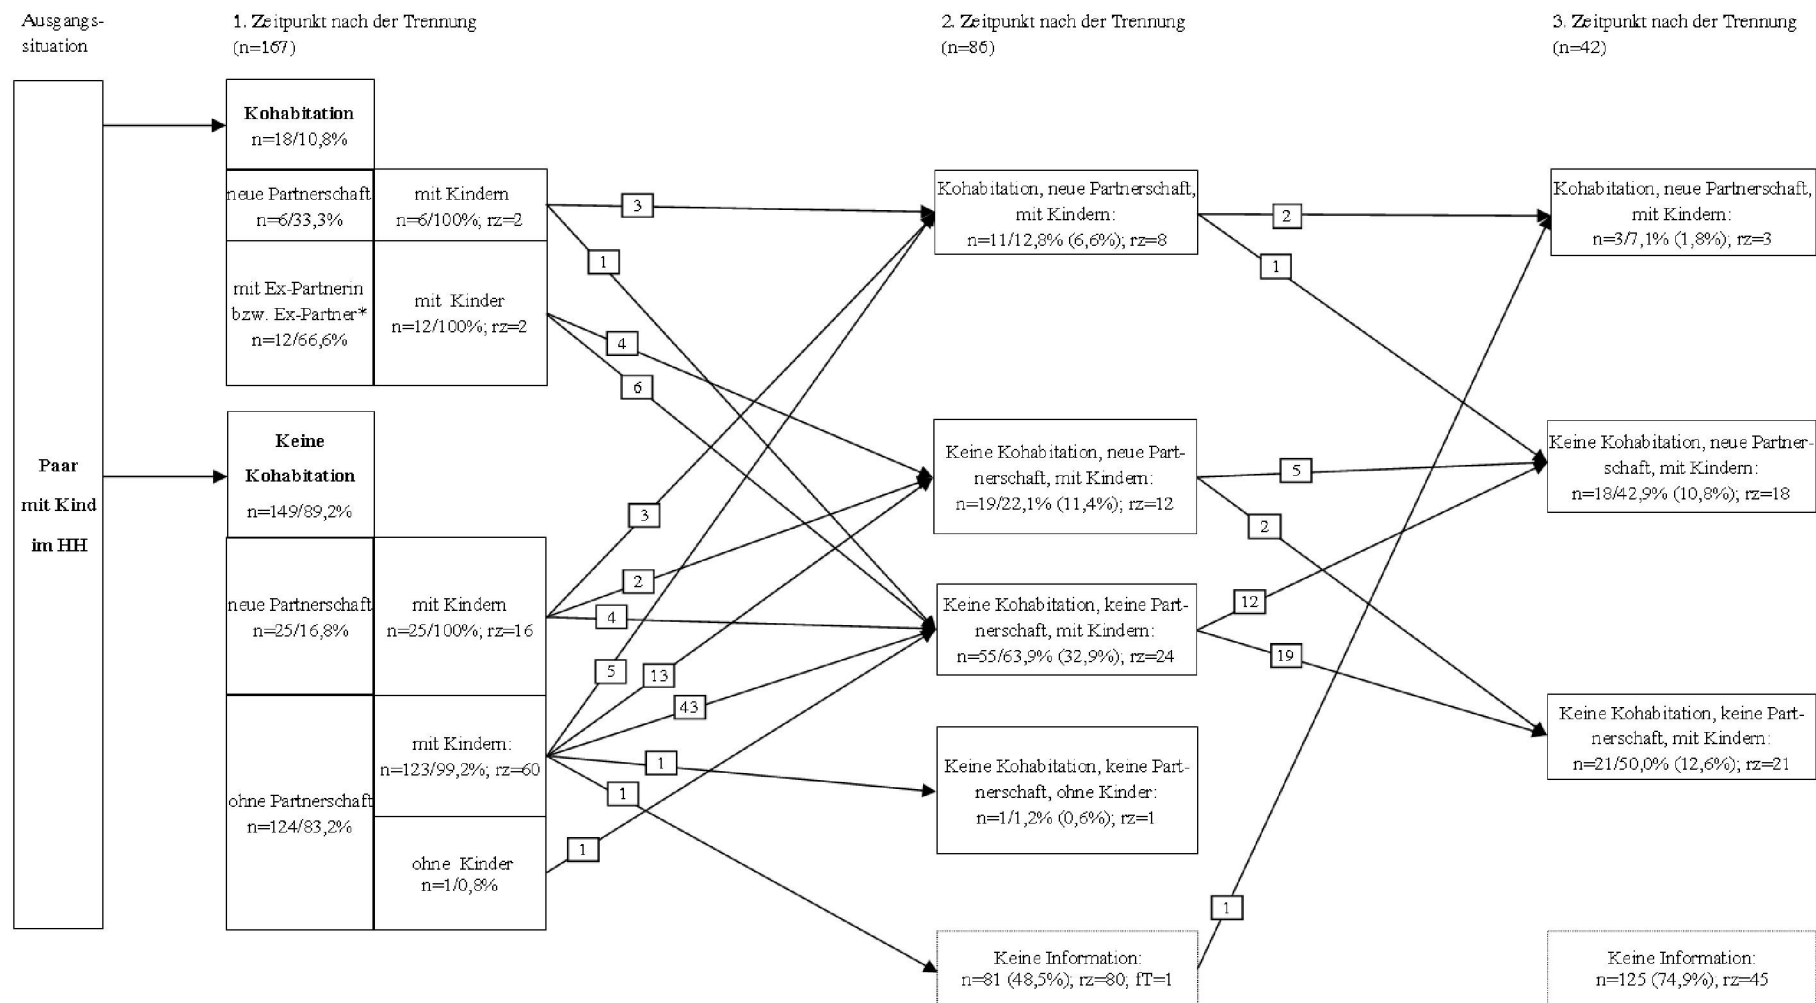 Ausgangs-
situation
1. Zeitpunkt nach der Trennung
(n=167)
2. Zeitpunkt nach der Trennung
(n=86)
3. Zeitpunkt nach der Trennung
(n=42)
Paar
mit Kind
im HH
Kohabitation
n=18/10,8%
neue Partnerschaft
n=6/33,3%
mit Kindern
n=6/100%; rz=2
mit Ex-Partnerin
bzw. Ex-Partner*
n=12/66,6%
mit Kinder
n=12/100%; rz=2
Keine
Kohabitation
n=149/89,2%
neue Partnerschaft
n=25/16,8%
mit Kindern
n=25/100%; rz=16
ohne Partnerschaft
n=124/83,2%
mit Kindern:
n=123/99,2%; rz=60
ohne Kinder
n=1/0,8%
3
1
4
6
3
2
4
5
13
43
1
1
1
Kohabitation, neue Partnerschaft,
mit Kindern:
n=11/12,8% (6,6%); rz=8
Keine Kohabitation, neue Part-
nerschaft, mit Kindern:
n=19/22,1% (11,4%); rz=12
Keine Kohabitation, keine Part-
nerschaft, mit Kindern:
n=55/63,9% (32,9%); rz=24
Keine Kohabitation, keine Part-
nerschaft, ohne Kinder:
n=1/1,2% (0,6%); rz=1
Keine Information:
n=81 (48,5%); rz=80; fT=1
2
1
5
2
12
19
1
Kohabitation, neue Partnerschaft,
mit Kindern:
n=3/7,1% (1,8%); rz=3
Keine Kohabitation, neue Partner-
schaft, mit Kindern:
n=18/42,9% (10,8%); rz=18
Keine Kohabitation, keine Part-
nerschaft, mit Kindern:
n=21/50,0% (12,6%); rz=21
Keine Information:
n=125 (74,9%), rz=45